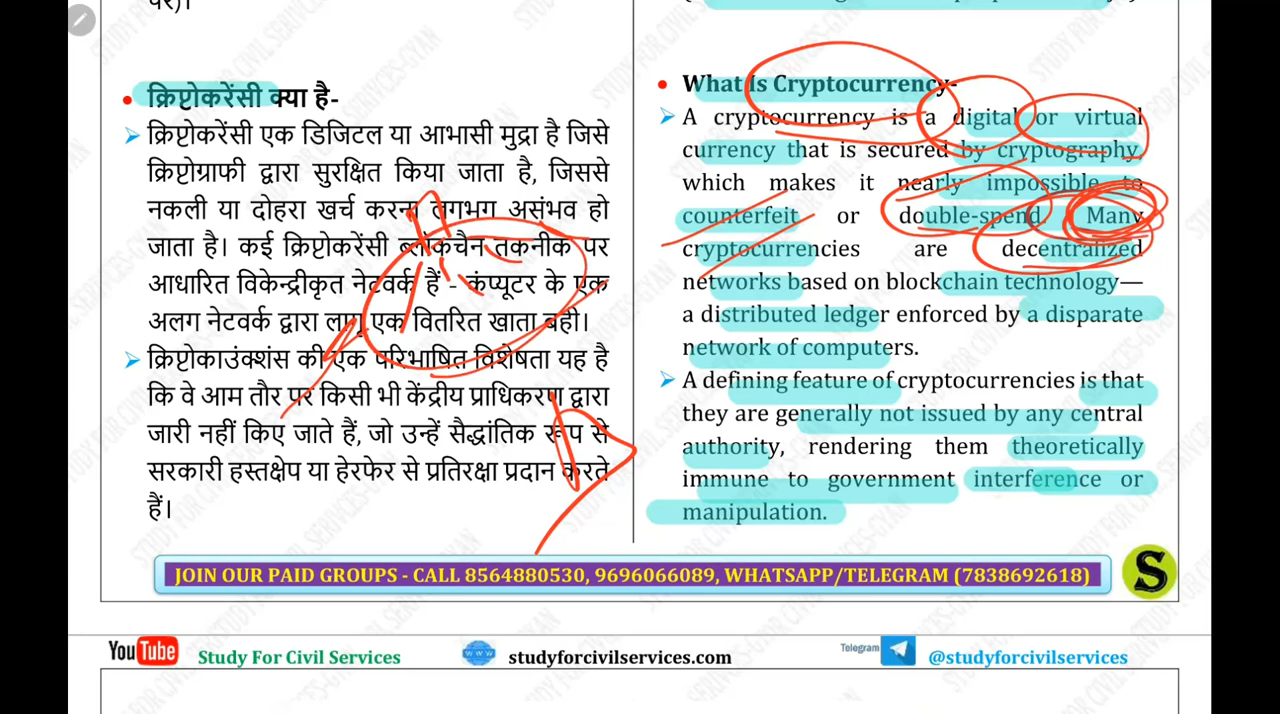 पर)।
क्रिप्टोकरेंसी क्या है-
क्रिप्टोकरेंसी एक डिजिटल या आभासी मुद्रा है जिसे
क्रिप्टोग्राफी द्वारा सुरक्षित किया जाता है, जिससे
नकली या दोहरा खर्च करना लगभग असंभव हो
जाता है। कई क्रिप्टोकरेंसी ब्लॉकचैन तकनीक पर
आधारित विकेन्द्रीकृत नेटवर्क हैं - कंप्यूटर के एक
अलग नेटवर्क द्वारा लागू एक वितरित खाता बही।
क्रिप्टोकाउंक्शंस की एक परिभाषित विशेषता यह है
कि वे आम तौर पर किसी भी केंद्रीय प्राधिकरण द्वारा
जारी नहीं किए जाते हैं, जो उन्हें सैद्धांतिक रूप से
सरकारी हस्तक्षेप या हेरफेर से प्रतिरक्षा प्रदान करते
हैं।
What Is Cryptocurrency-
A cryptocurrency is a digital or virtual
currency that is secured by cryptography,
which makes it nearly impossible to
counterfeit or double-spend. Many
cryptocurrencies are decentralized
networks based on blockchain technology—
a distributed ledger enforced by a disparate
network of computers.
A defining feature of cryptocurrencies is that
they are generally not issued by any central
authority, rendering them theoretically
immune to government interference or
manipulation.
JOIN OUR PAID GROUPS - CALL 8564880530, 9696066089, WHATSAPP/TELEGRAM (7838692618)
S
YouTube Study For Civil Services www studyforcivilservices.com Telegram @studyforcivilservices
STUDY FOR CIVIL SERIVCES-GYAN